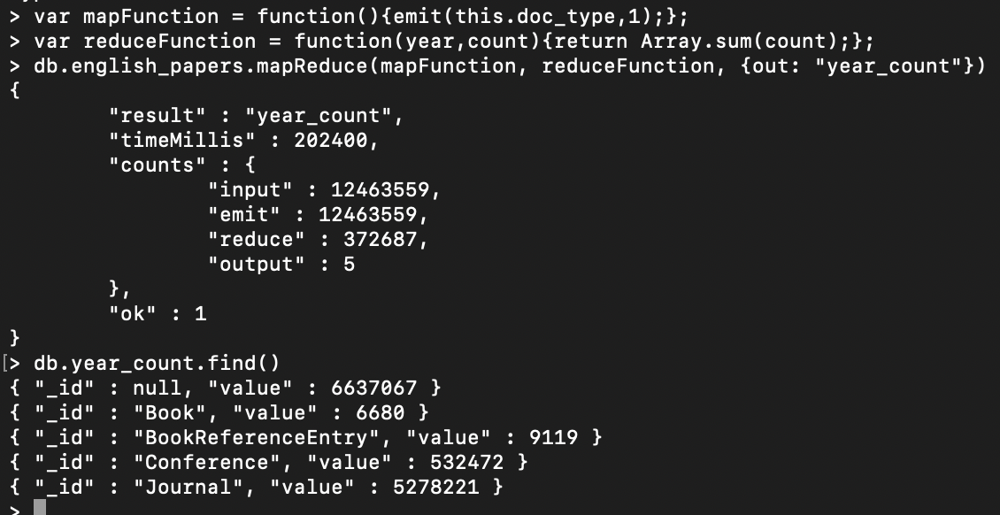 > var mapFunction = function(){emit(this.doc_type,1);};
> var reduceFunction = function(year,count){return Array.sum(count);};
> db.english_papers.mapReduce(mapFunction, reduceFunction, {out: "year_count"})
{
        "result" : "year_count",
        "timeMillis" : 202400,
        "counts" : {
                "input" : 12463559,
                "emit" : 12463559,
                "reduce" : 372687,
                "output" : 5
        },
        "ok" : 1
}
[> db.year_count.find()
{ "_id" : null, "value" : 6637067 }
{ "_id" : "Book", "value" : 6680 }
{ "_id" : "BookReferenceEntry", "value" : 9119 }
{ "_id" : "Conference", "value" : 532472 }
{ "_id" : "Journal", "value" : 5278221 }
>